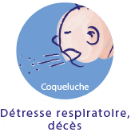 Coqueluche
Détresse respiratoire,
décès